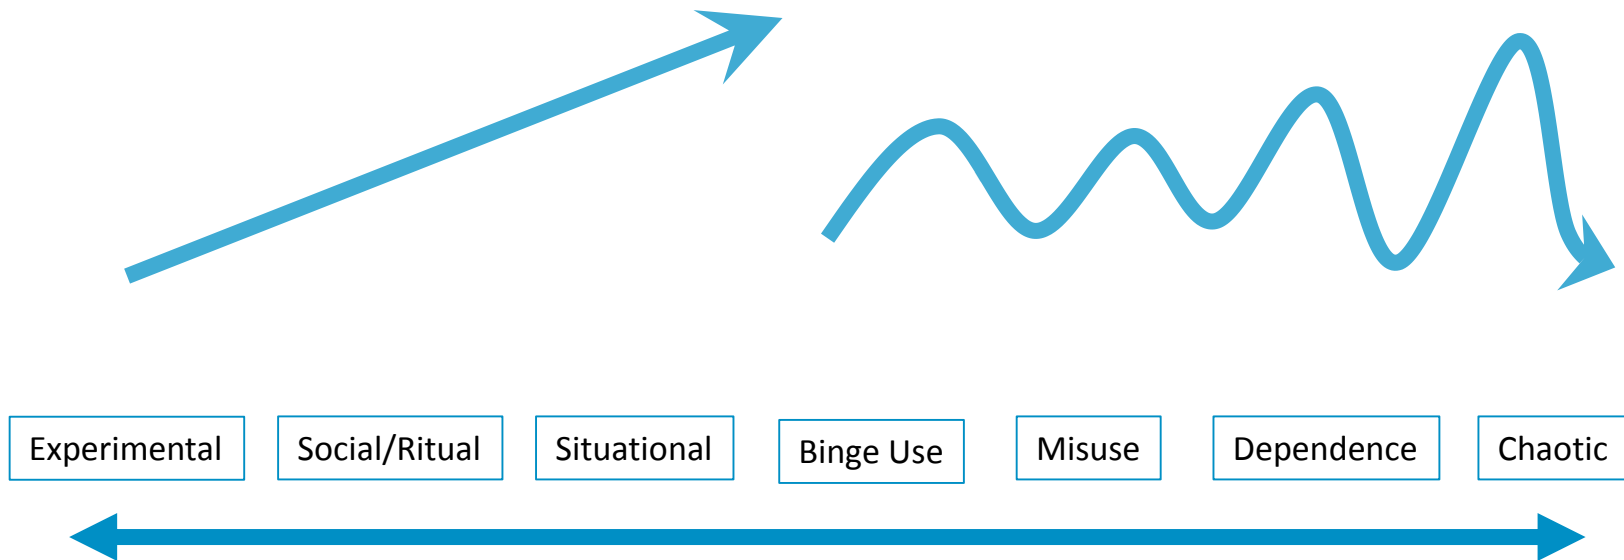 Experimental
Social/Ritual
Situational
Binge Use
Misuse
Dependence
Chaotic